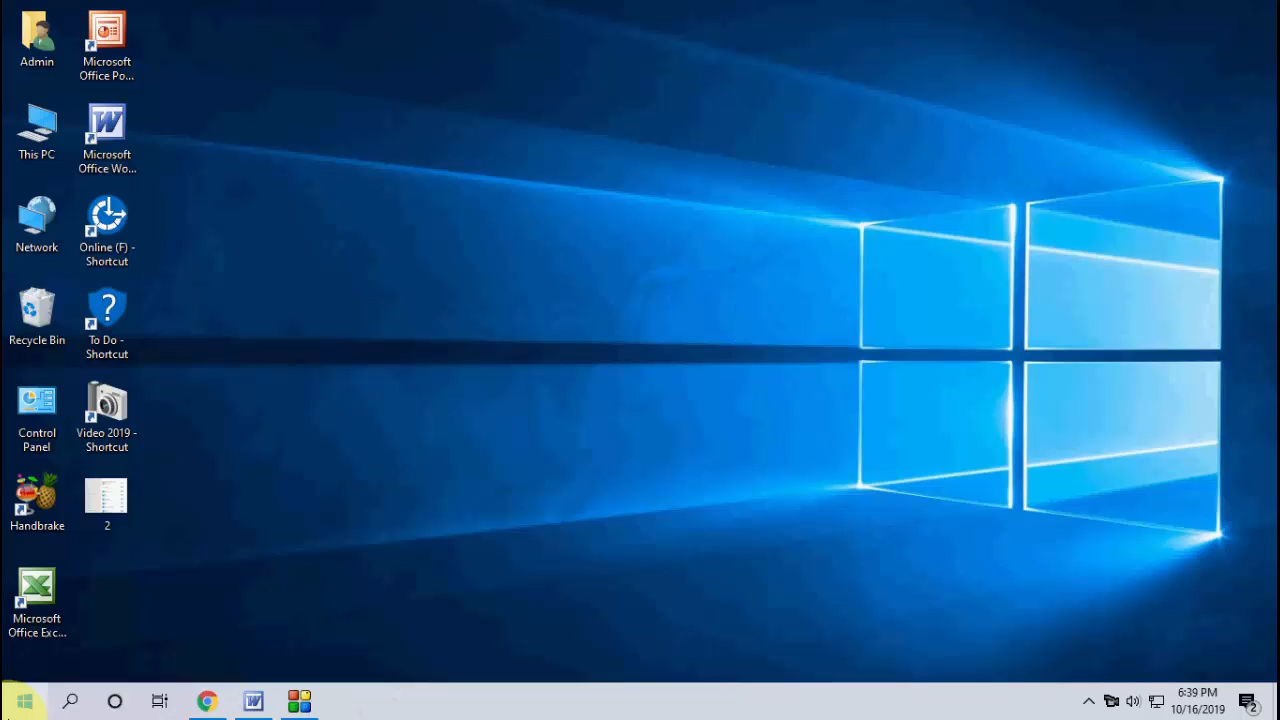 Admin
Microsoft
Office Po...
This PC
Microsoft
Office Wo...
Network
Online (F) -
Shortcut
Recycle Bin
To Do -
Shortcut
Control
Panel
Video 2019 -
Shortcut
Handbrake
2
Microsoft
Office Exc...
6:39 PM
10/16/2019
2